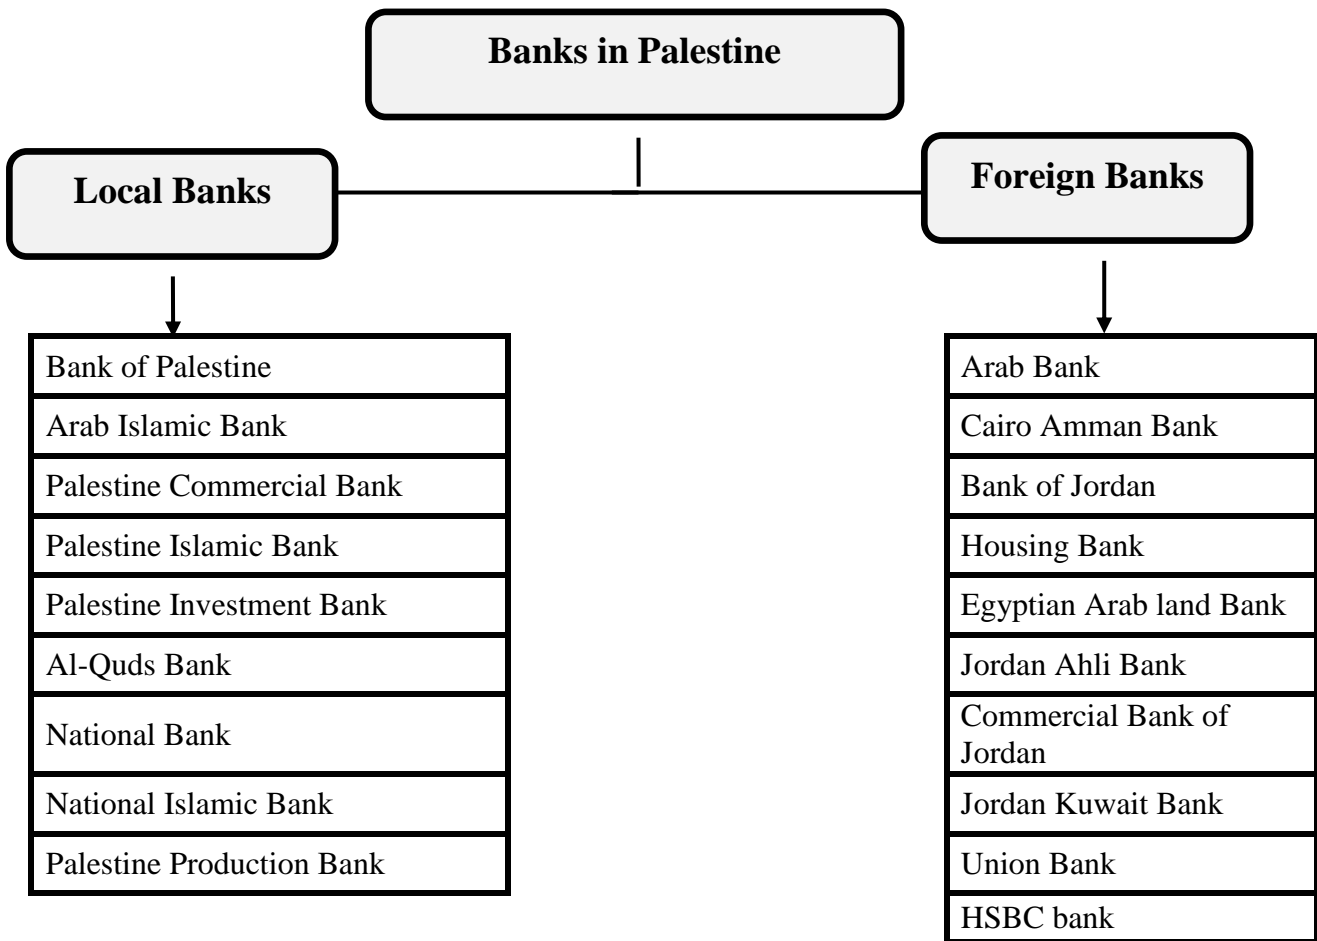 Banks in Palestine
Local Banks
Foreign Banks
Bank of Palestine
Arab Islamic Bank
Palestine Commercial Bank
Palestine Islamic Bank
Palestine Investment Bank
Al-Quds Bank
National Bank
National Islamic Bank
Palestine Production Bank
Arab Bank
Cairo Amman Bank
Bank of Jordan
Housing Bank
Egyptian Arab land Bank
Jordan Ahli Bank
Commercial Bank of
Jordan
Jordan Kuwait Bank
Union Bank
HSBC bank